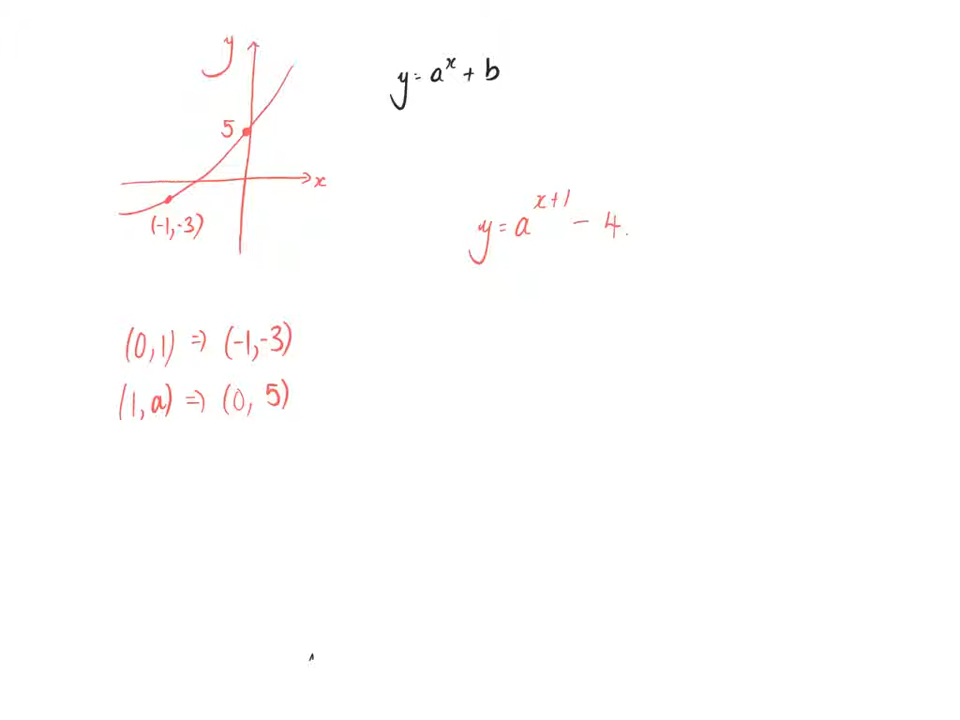 y
y = a^x + b
5
x
(-1,-3)
y = a^{x+1} - 4.
(0,1) ⇒ (-1,-3)
(1,a) ⇒ (0, 5)